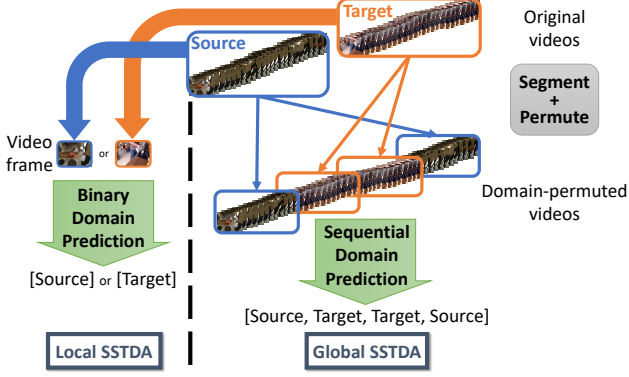 Target
Original
videos
Source
Segment
+
Permute
Video
frame
or
Domain-permuted
videos
Binary
Domain
Prediction
Sequential
Domain
Prediction
[Source] or [Target]
[Source, Target, Target, Source]
Local SSTDA
Global SSTDA